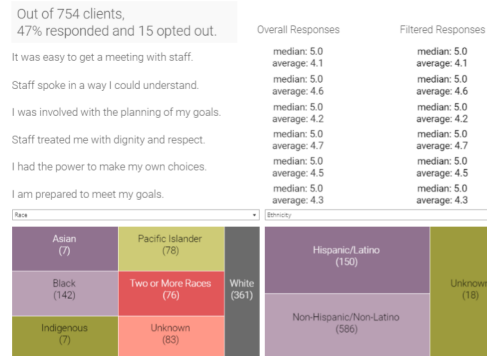 Out of 754 clients,
47% responded and 15 opted out.
Overall Responses
Filtered Responses
It was easy to get a meeting with staff.
median: 5.0
average: 4.1
median: 5.0
average: 4.1
Staff spoke in a way I could understand.
median: 5.0
average: 4.6
median: 5.0
average: 4.6
I was involved with the planning of my goals.
median: 5.0
average: 4.2
median: 5.0
average: 4.2
Staff treated me with dignity and respect.
median: 5.0
average: 4.7
median: 5.0
average: 4.7
I had the power to make my own choices.
median: 5.0
average: 4.5
median: 5.0
average: 4.5
I am prepared to meet my goals.
median: 5.0
average: 4.3
median: 5.0
average: 4.3
Race
Ethnicity
Asian
(7)
Pacific Islander
(78)
Black
(142)
Two or More Races
(76)
White
(361)
Indigenous
(7)
Unknown
(83)
Hispanic/Latino
(150)
Non-Hispanic/Non-Latino
(586)
Unknown
(18)